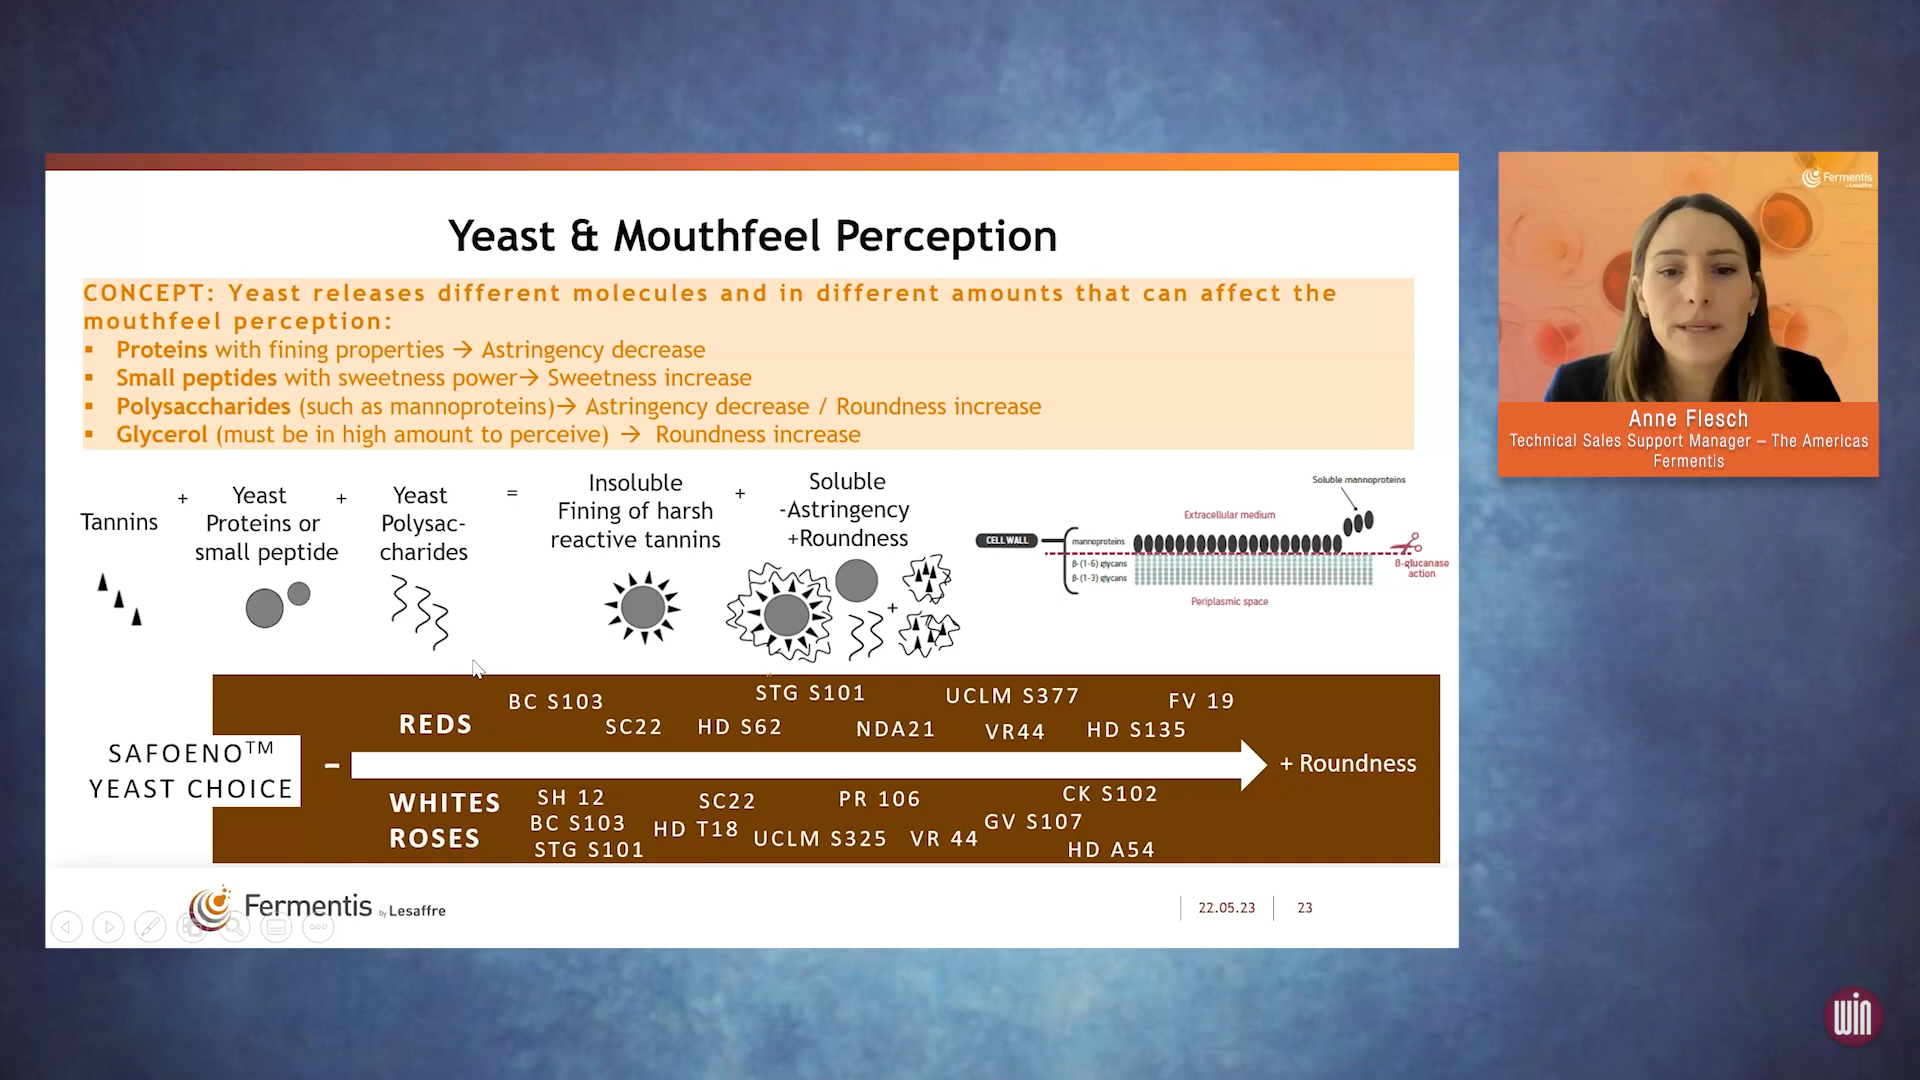 Yeast & Mouthfeel Perception
CONCEPT: Yeast releases different molecules and in different amounts that can affect the
mouthfeel perception:
▪ Proteins with fining properties → Astringency decrease
▪ Small peptides with sweetness power→ Sweetness increase
▪ Polysaccharides (such as mannoproteins)→ Astringency decrease / Roundness increase
▪ Glycerol (must be in high amount to perceive) → Roundness increase
Tannins
+
Yeast
Proteins or
small peptide
+
Yeast
Polysac-
charides
=
Insoluble
Fining of harsh
reactive tannins
+
Soluble
-Astringency
+Roundness
+
Soluble mannoproteins
Extracellular medium
CELL WALL
mannoproteins
β-(1-6) glycans
β-(1-3) glycans
ß-glucanase
action
Periplasmic space
SAFOENO™
YEAST CHOICE
REDS
BC S103
SC22
HD S62
STG S101
NDA21
UCLM S377
VR44
HD S135
FV 19
–
+ Roundness
WHITES
ROSES
SH 12
BC S103
STG S101
SC22
HD T18
PR 106
UCLM S325
VR 44
GV S107
CK S102
HD A54
Fermentis by Lesaffre
22.05.23
23
Fermentis
by Lesaffre
Anne Flesch
Technical Sales Support Manager – The Americas
Fermentis
win